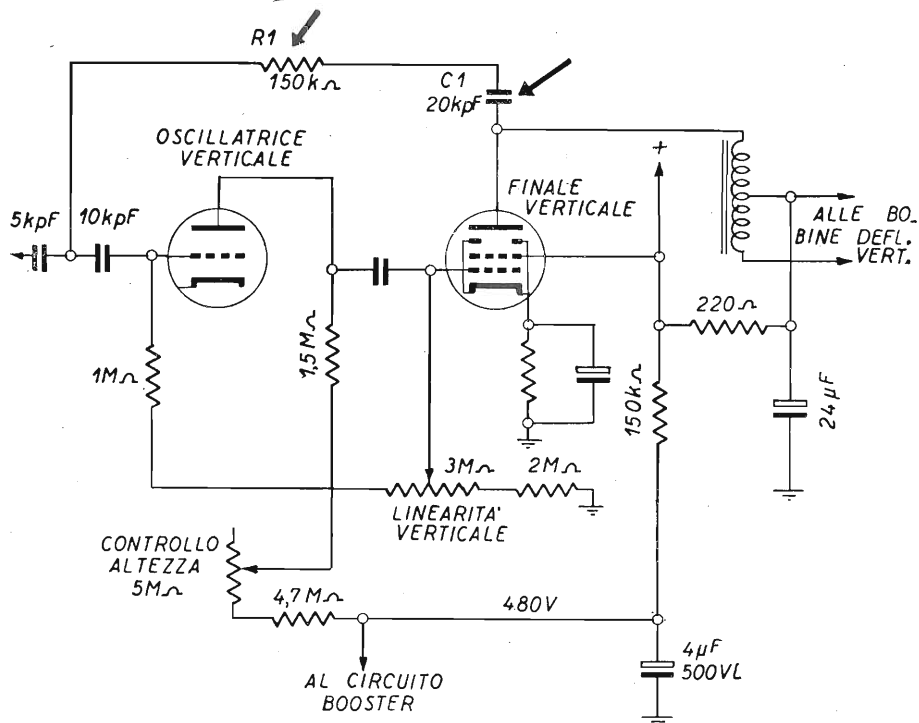 R1
150kΩ
C1
20kpF
OSCILLATRICE
VERTICALE
FINALE
VERTICALE
+
5kpF
10kpF
ALLE BO_
BINE DEFL.
VERT.
220Ω
1MΩ
1,5MΩ
150kΩ
24µF
3MΩ
2MΩ
LINEARITA'
VERTICALE
CONTROLLO
ALTEZZA
5MΩ
4,7MΩ
480V
4µF
500VL
AL CIRCUITO
BOOSTER